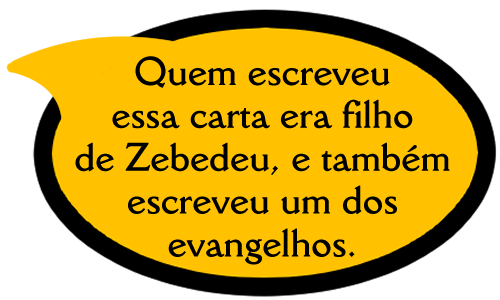 Quem escreveu
essa carta era filho
de Zebedeu, e também
escreveu um dos
evangelhos.